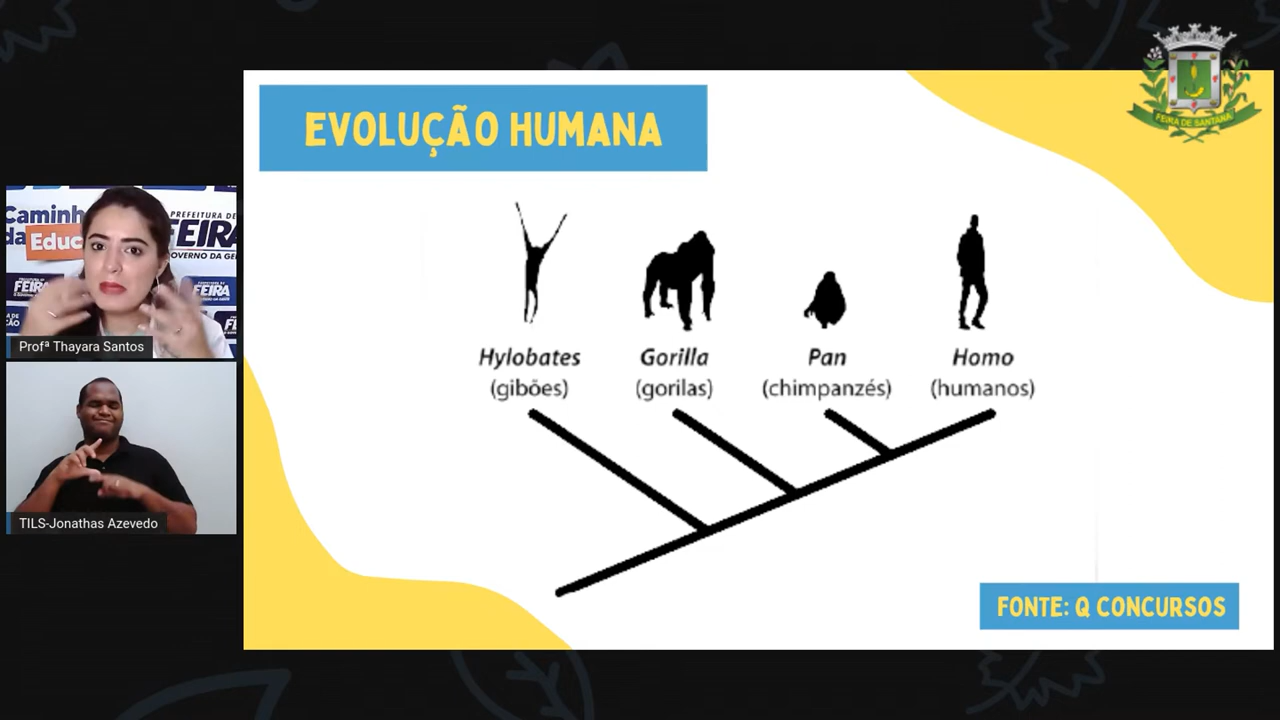 EVOLUÇÃO HUMANA
FEIRA DE SANTANA
Caminh
da Educ
PREFEITURA DE
FEIRA
GOVERNO DA GE
Profª Thayara Santos
TILS-Jonathas Azevedo
Hylobates
(gibões)
Gorilla
(gorilas)
Pan
(chimpanzés)
Homo
(humanos)
FONTE: Q CONCURSOS